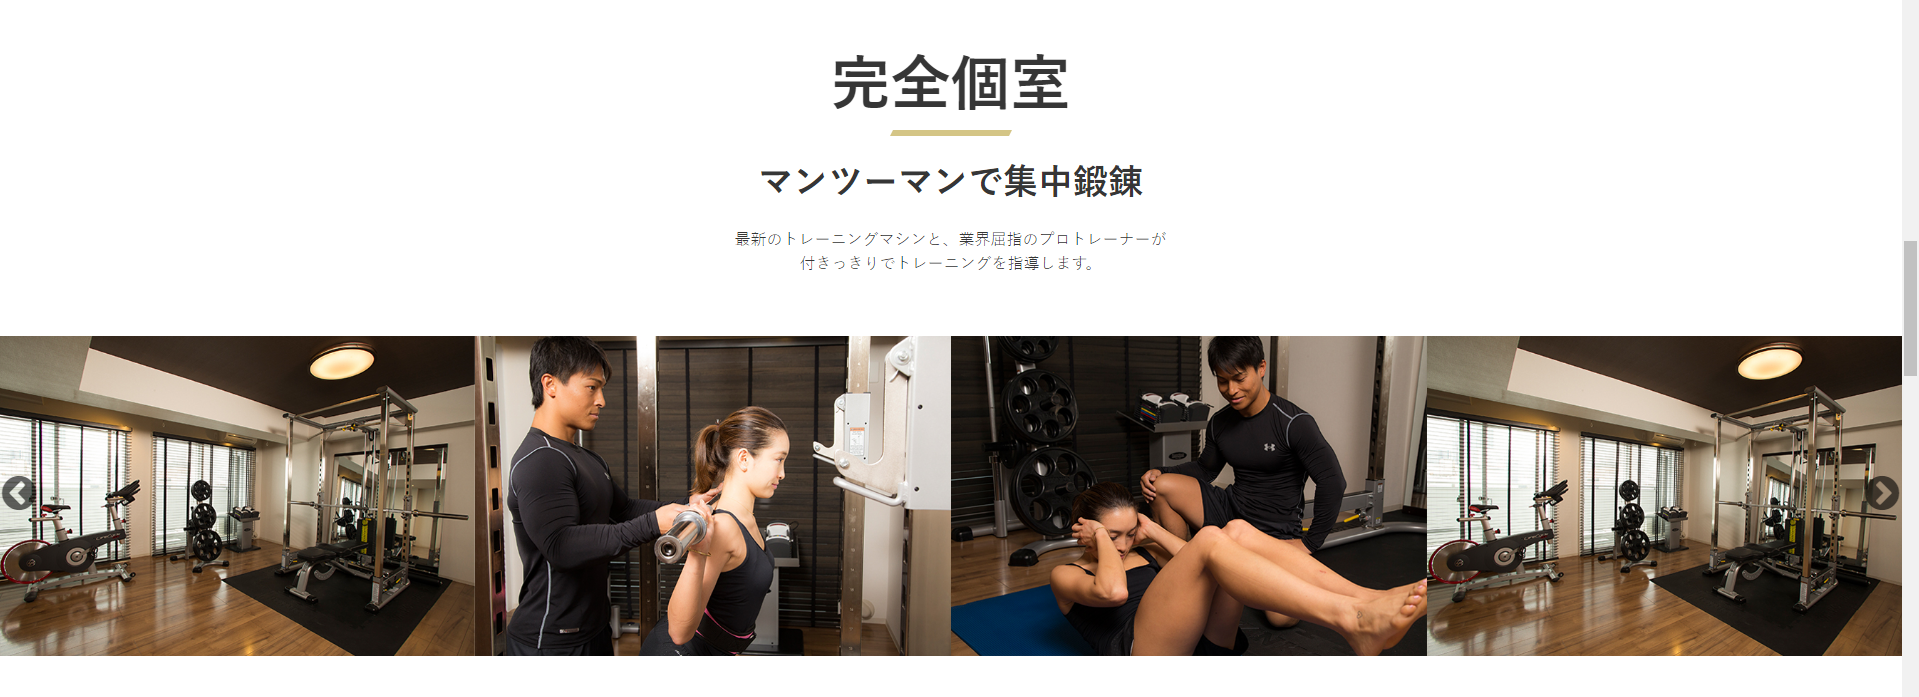 完全個室
マンツーマンで集中鍛錬
最新のトレーニングマシンと、業界屈指のプロトレーナーが
付きっきりでトレーニングを指導します。